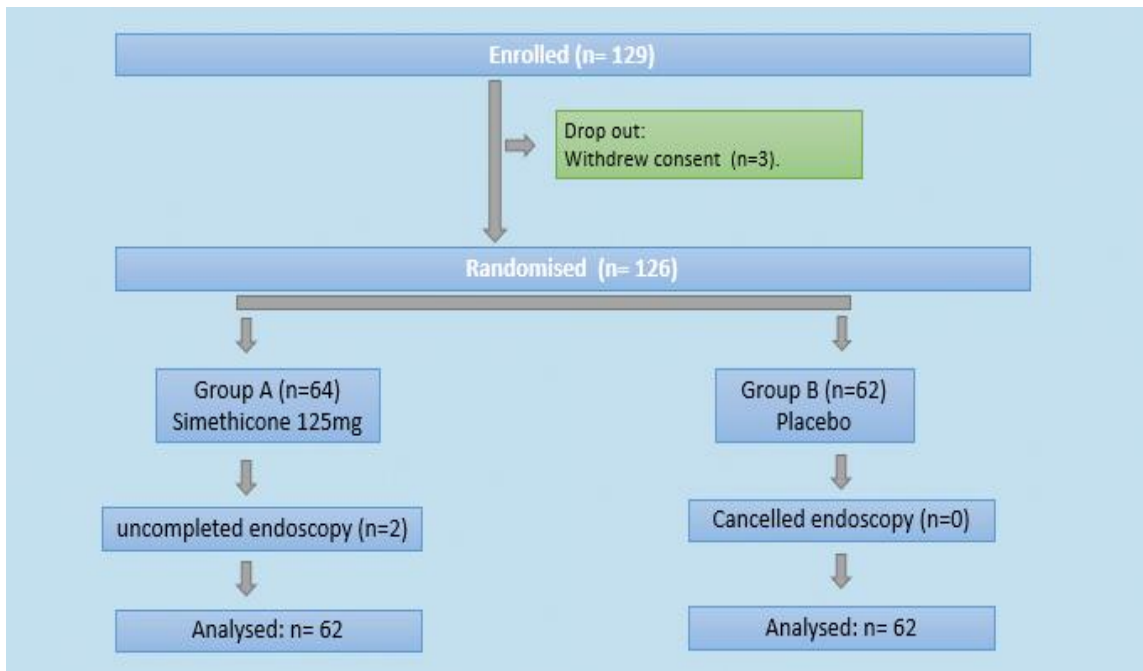 Enrolled (n= 129)
Drop out:
Withdrew consent (n=3).
Randomised (n= 126)
Group A (n=64)
Simethicone 125mg
Group B (n=62)
Placebo
uncompleted endoscopy (n=2)
Cancelled endoscopy (n=0)
Analysed: n= 62
Analysed: n= 62